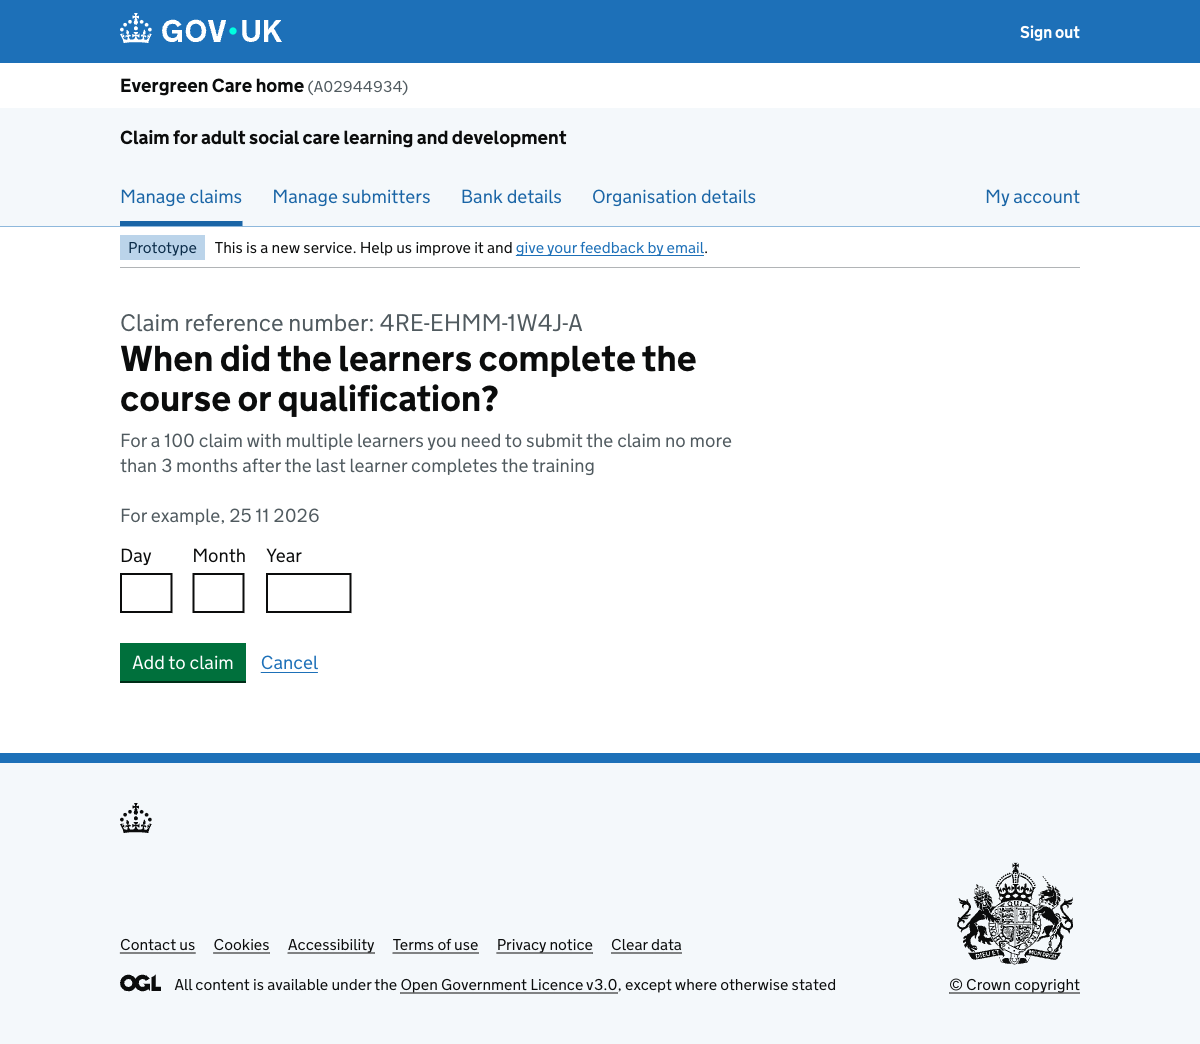 GOV·UK
Sign out
Evergreen Care home (A02944934)
Claim for adult social care learning and development
Manage claims Manage submitters Bank details Organisation details My account
Prototype This is a new service. Help us improve it and give your feedback by email.
Claim reference number: 4RE-EHMM-1W4J-A
When did the learners complete the
course or qualification?
For a 100 claim with multiple learners you need to submit the claim no more
than 3 months after the last learner completes the training
For example, 25 11 2026
Day Month Year
Add to claim Cancel
Contact us Cookies Accessibility Terms of use Privacy notice Clear data
OGL All content is available under the Open Government Licence v3.0, except where otherwise stated
© Crown copyright